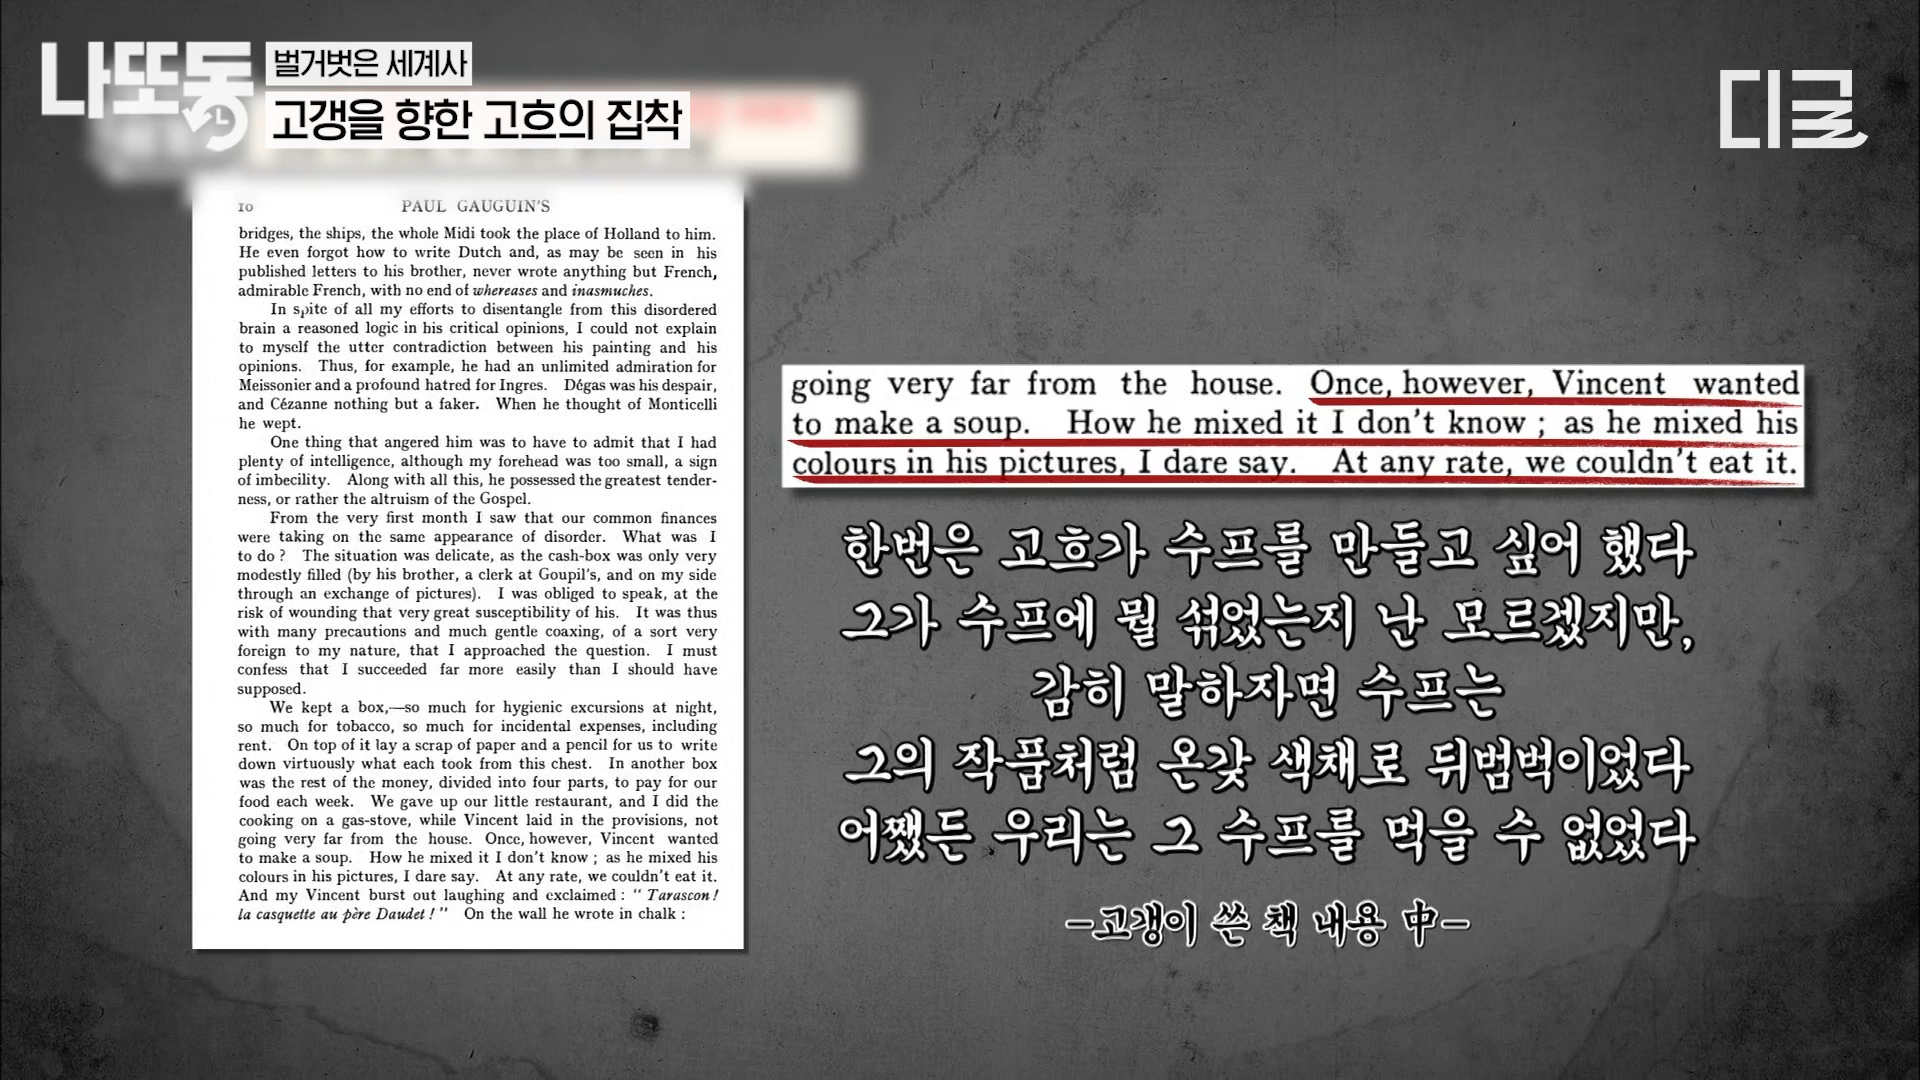 나또동
벌거벗은 세계사
고갱을 향한 고흐의 집착
디글
10 PAUL GAUGUIN'S
bridges, the ships, the whole Midi took the place of Holland to him.
He even forgot how to write Dutch and, as may be seen in his
published letters to his brother, never wrote anything but French,
admirable French, with no end of whereases and inasmuches.
In spite of all my efforts to disentangle from this disordered
brain a reasoned logic in his critical opinions, I could not explain
to myself the utter contradiction between his painting and his
opinions. Thus, for example, he had an unlimited admiration for
Meissonier and a profound hatred for Ingres. Dégas was his despair,
and Cézanne nothing but a faker. When he thought of Monticelli
he wept.
One thing that angered him was to have to admit that I had
plenty of intelligence, although my forehead was too small, a sign
of imbecility. Along with all this, he possessed the greatest tender-
ness, or rather the altruism of the Gospel.
From the very first month I saw that our common finances
were taking on the same appearance of disorder. What was I
to do? The situation was delicate, as the cash-box was only very
modestly filled (by his brother, a clerk at Goupil's, and on my side
through an exchange of pictures). I was obliged to speak, at the
risk of wounding that very great susceptibility of his. It was thus
with many precautions and much gentle coaxing, of a sort very
foreign to my nature, that I approached the question. I must
confess that I succeeded far more easily than I should have
supposed.
We kept a box,—so much for hygienic excursions at night,
so much for tobacco, so much for incidental expenses, including
rent. On top of it lay a scrap of paper and a pencil for us to write
down virtuously what each took from this chest. In another box
was the rest of the money, divided into four parts, to pay for our
food each week. We gave up our little restaurant, and I did the
cooking on a gas-stove, while Vincent laid in the provisions, not
going very far from the house. Once, however, Vincent wanted
to make a soup. How he mixed it I don't know; as he mixed his
colours in his pictures, I dare say. At any rate, we couldn't eat it.
And my Vincent burst out laughing and exclaimed: "Tarascon!
la casquette au père Daudet!" On the wall he wrote in chalk:
going very far from the house. Once, however, Vincent wanted
to make a soup. How he mixed it I don't know; as he mixed his
colours in his pictures, I dare say. At any rate, we couldn't eat it.
한번은 고흐가 수프를 만들고 싶어 했다
그가 수프에 뭘 섞었는지 난 모르겠지만,
감히 말하자면 수프는
그의 작품처럼 온갖 색채로 뒤범벅이었다
어쨌든 우리는 그 수프를 먹을 수 없었다
-고갱이 쓴 책 내용 中-